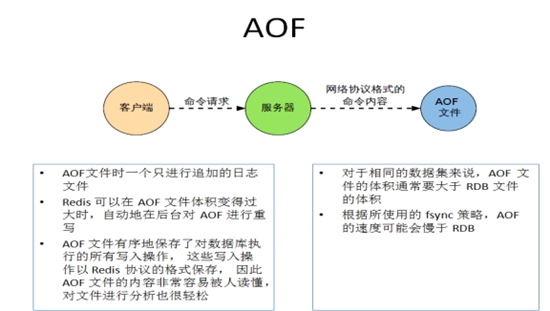 AOF
客户端
命令请求
服务器
网络协议格式的
命令内容
AOF
文件
• AOF文件时一个只进行追加的日志
文件
• Redis 可以在 AOF 文件体积变得过
大时，自动地在后台对 AOF 进行重
写
• AOF 文件有序地保存了对数据库执
行的所有写入操作， 这些写入操
作以 Redis 协议的格式保存， 因此
AOF 文件的内容非常容易被人读懂，
对文件进行分析也很轻松
• 对于相同的数据集来说，AOF 文
件的体积通常要大于 RDB 文件
的体积
• 根据所使用的 fsync 策略，AOF
的速度可能会慢于 RDB